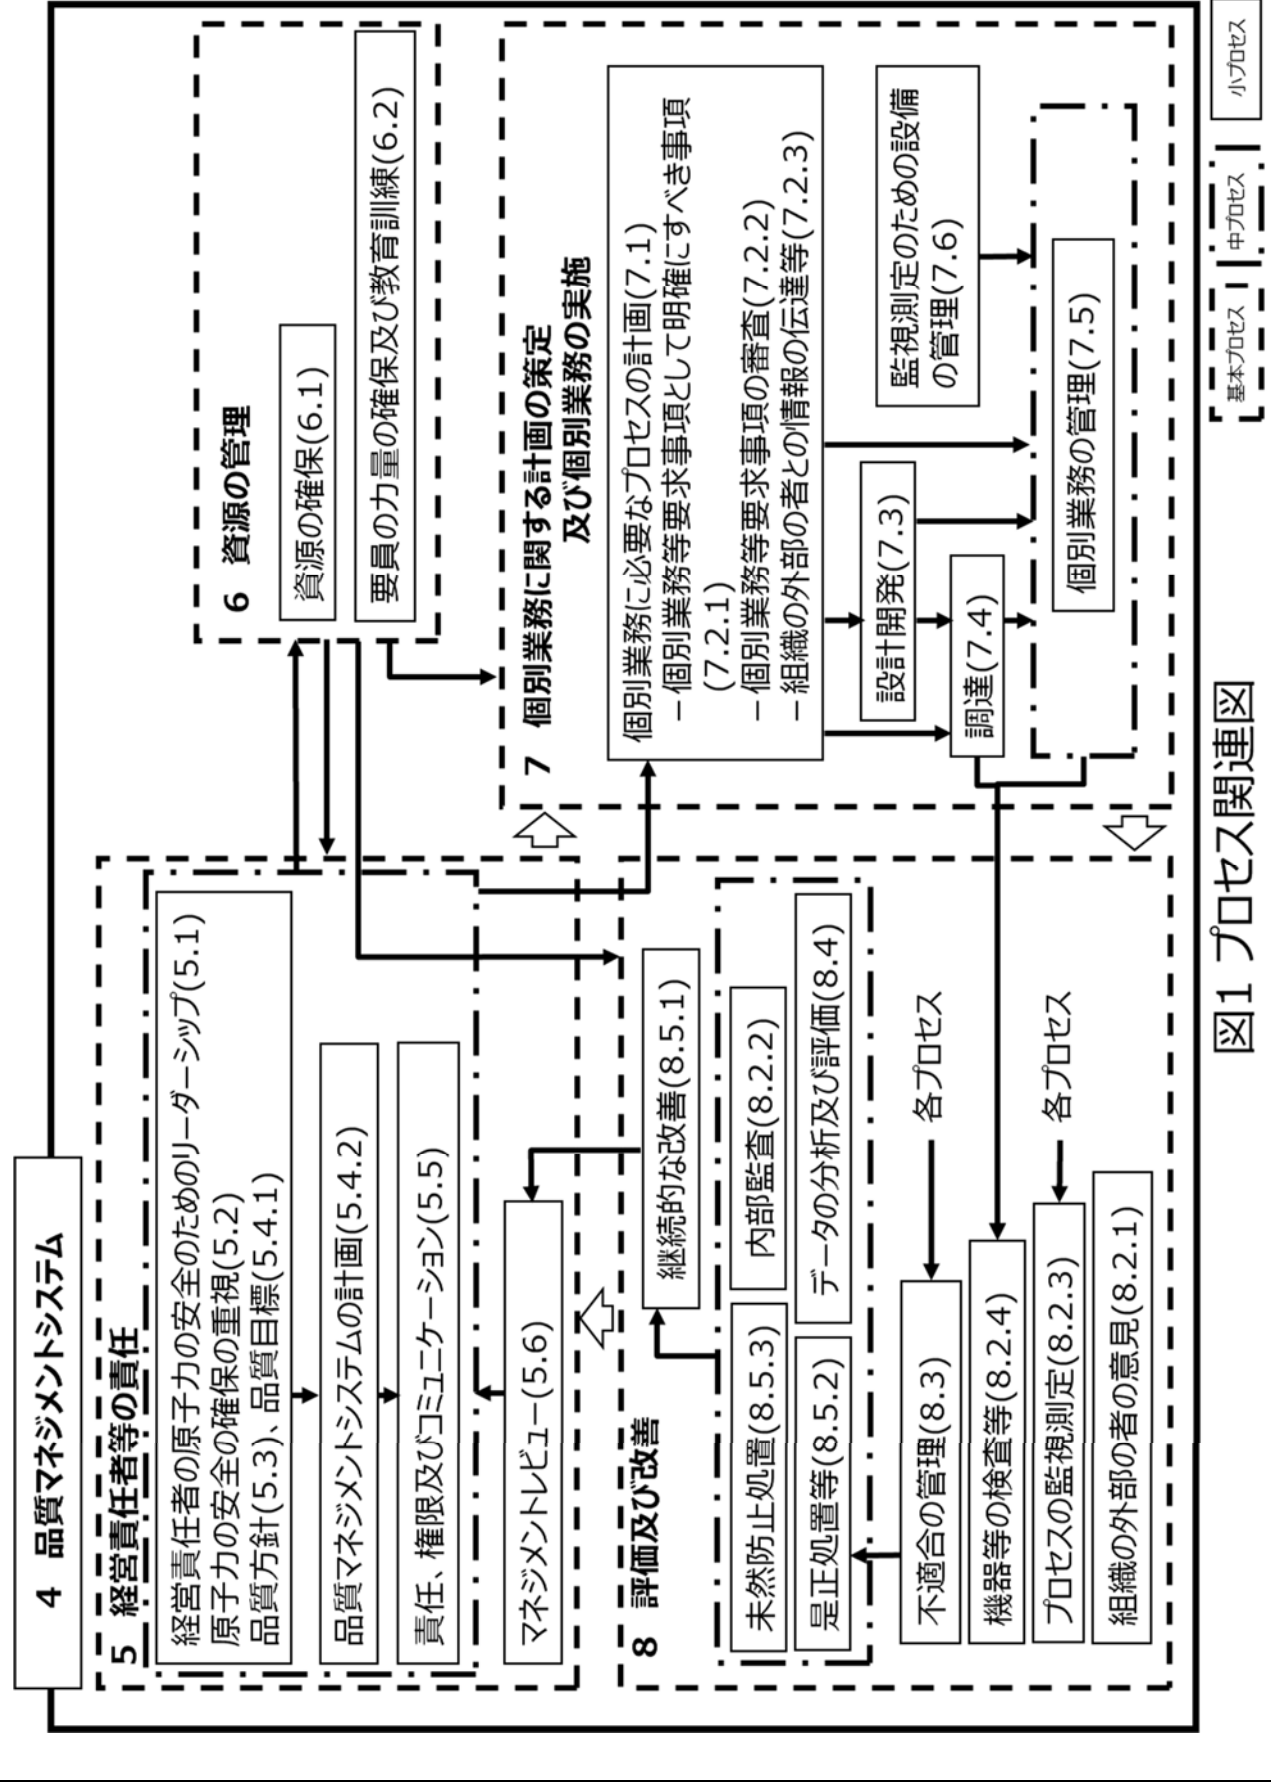 4 品質マネジメントシステム
5 経営責任者等の責任
経営責任者の原子力の安全のためのリーダーシップ(5.1)
原子力の安全の確保の重視(5.2)
品質方針(5.3)、品質目標(5.4.1)
品質マネジメントシステムの計画(5.4.2)
責任、権限及びコミュニケーション(5.5)
マネジメントレビュー(5.6)
6 資源の管理
資源の確保(6.1)
要員の力量の確保及び教育訓練(6.2)
7 個別業務に関する計画の策定
及び個別業務の実施
個別業務に必要なプロセスの計画(7.1)
－個別業務等要求事項として明確にすべき事項
(7.2.1)
－個別業務等要求事項の審査(7.2.2)
－組織の外部の者との情報の伝達等(7.2.3)
設計開発(7.3)
調達(7.4)
監視測定のための設備
の管理(7.6)
個別業務の管理(7.5)
8 評価及び改善
継続的な改善(8.5.1)
未然防止処置(8.5.3)
内部監査(8.2.2)
是正処置等(8.5.2)
データの分析及び評価(8.4)
不適合の管理(8.3)
各プロセス
機器等の検査等(8.2.4)
プロセスの監視測定(8.2.3)
各プロセス
組織の外部の者の意見(8.2.1)
図1 プロセス関連図
基本プロセス
中プロセス
小プロセス